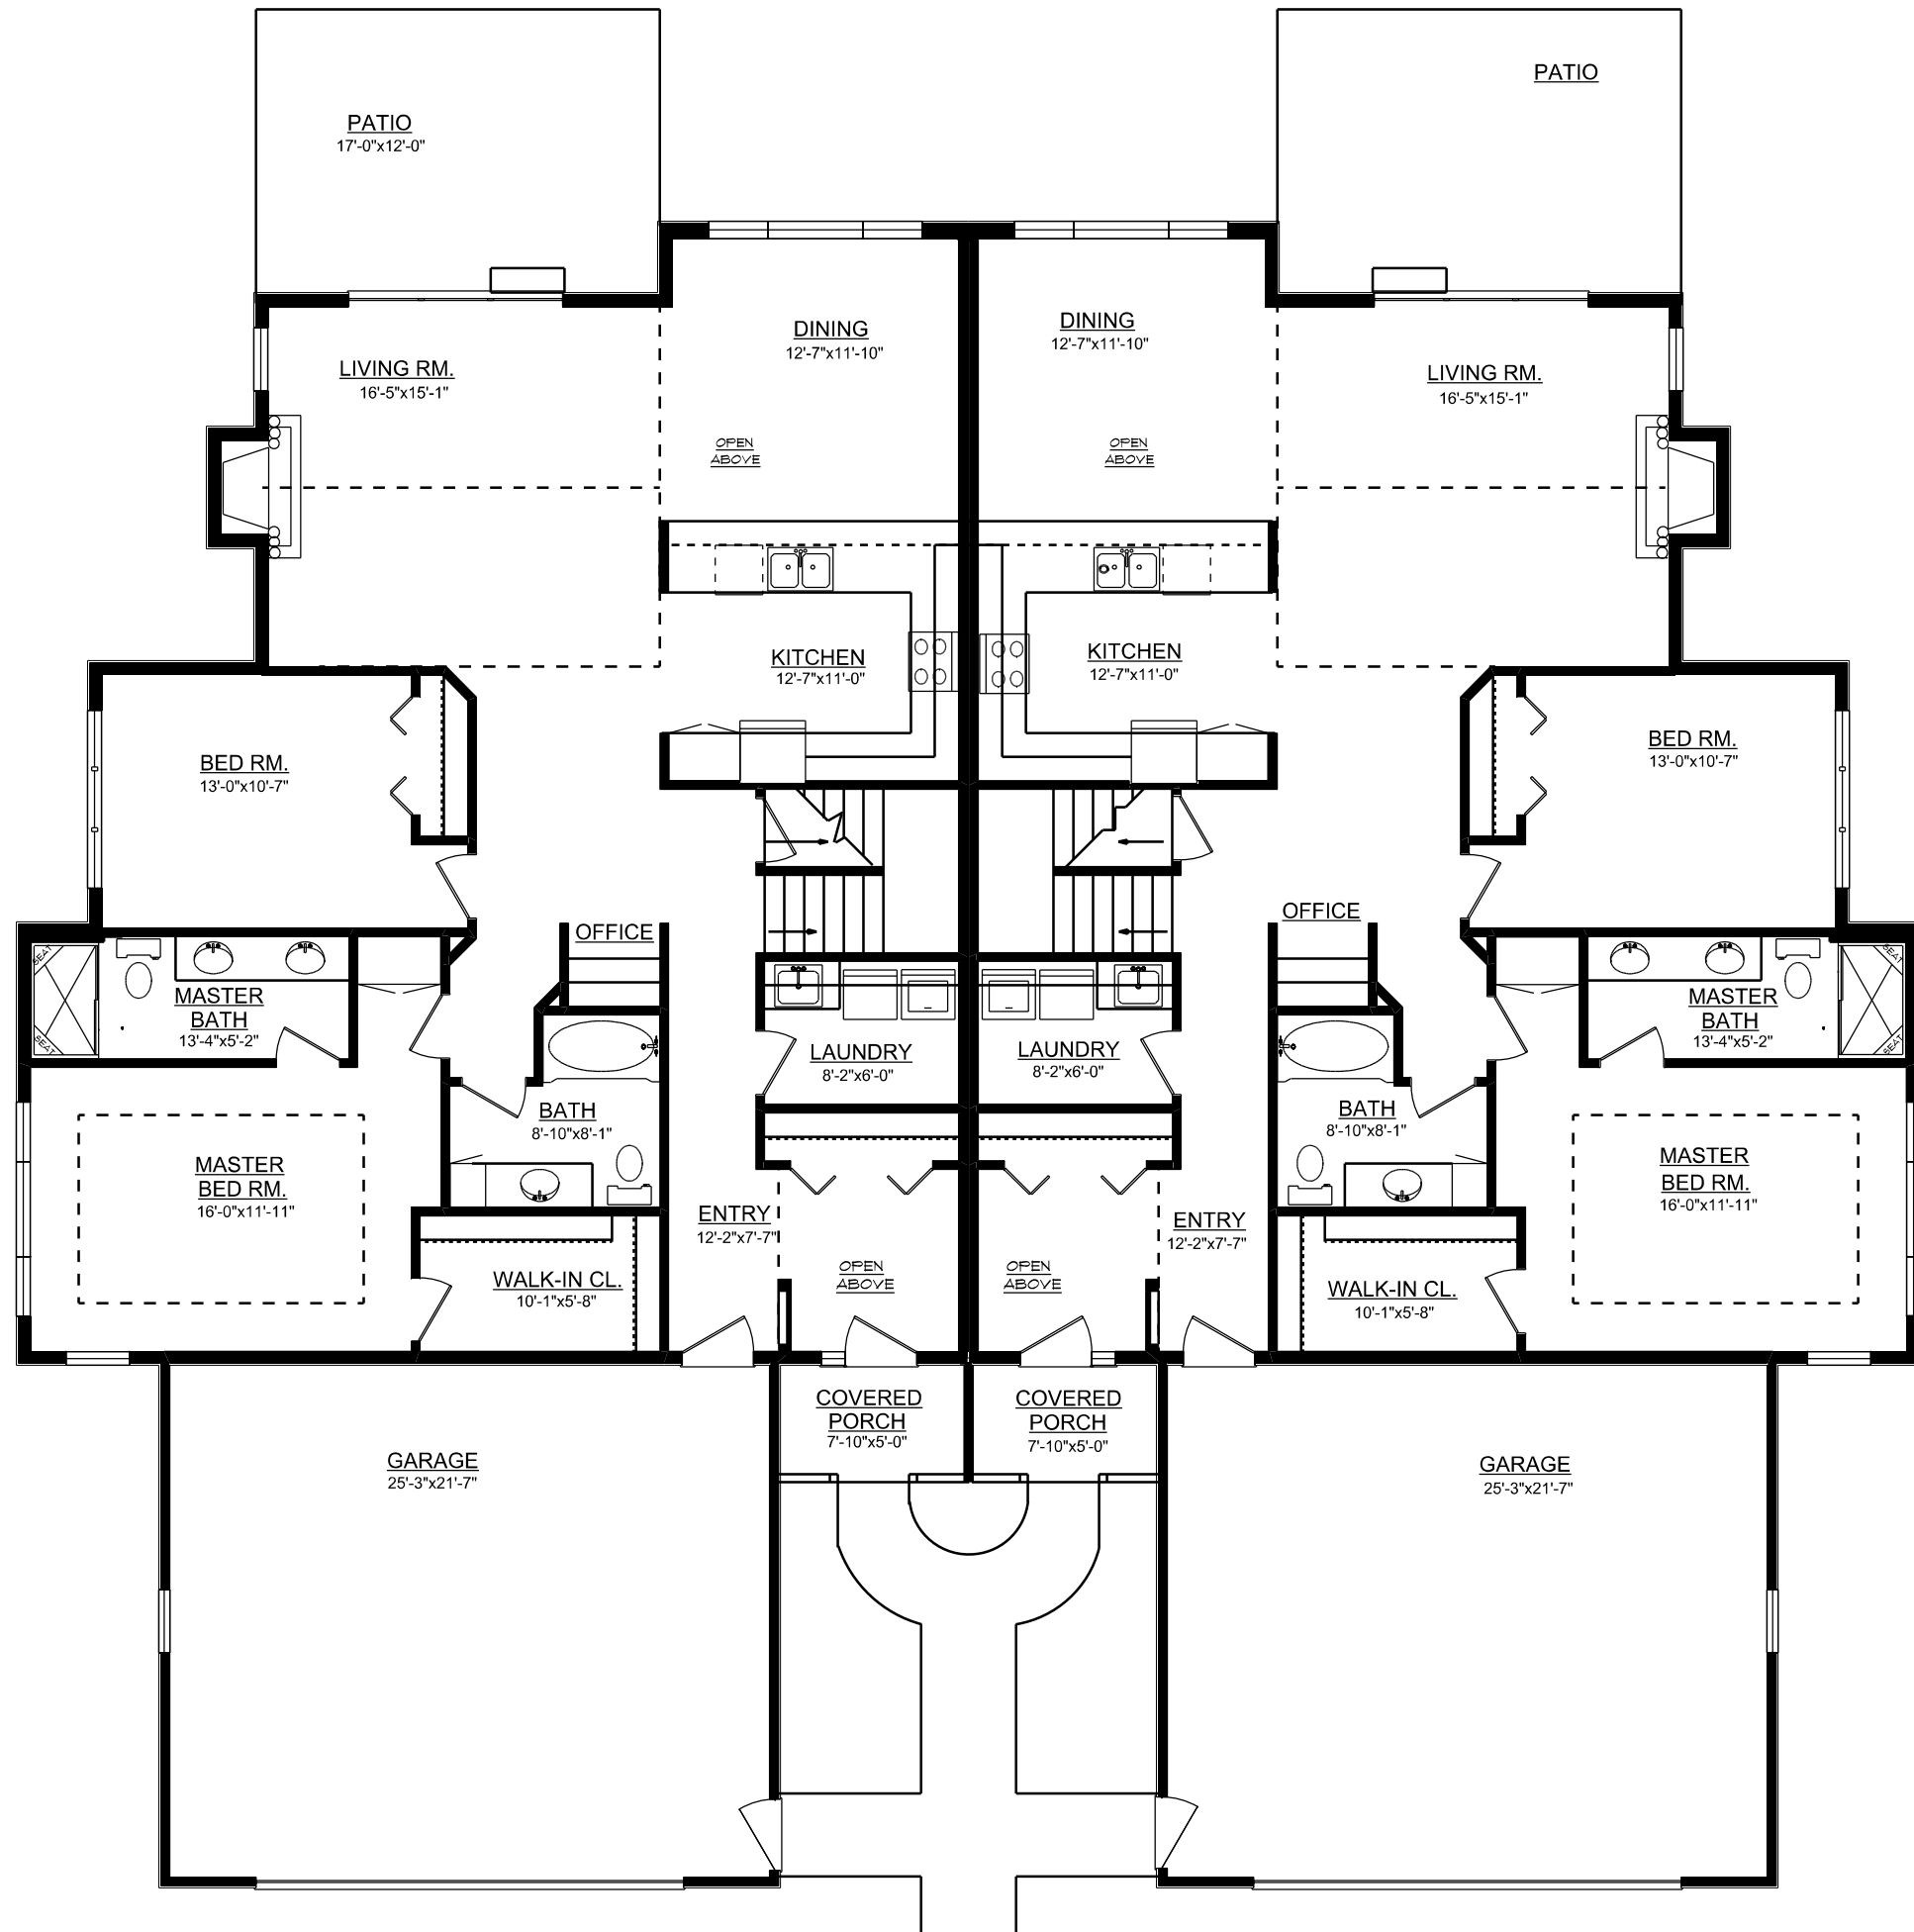 PATIO
17'-0"x12'-0"
PATIO
DINING
12'-7"x11'-10"
DINING
12'-7"x11'-10"
LIVING RM.
16'-5"x15'-1"
LIVING RM.
16'-5"x15'-1"
OPEN
ABOVE
OPEN
ABOVE
KITCHEN
12'-7"x11'-0"
KITCHEN
12'-7"x11'-0"
BED RM.
13'-0"x10'-7"
BED RM.
13'-0"x10'-7"
OFFICE
OFFICE
SEAT
SEAT
MASTER
BATH
13'-4"x5'-2"
MASTER
BATH
13'-4"x5'-2"
SEAT
SEAT
LAUNDRY
8'-2"x6'-0"
LAUNDRY
8'-2"x6'-0"
BATH
8'-10"x8'-1"
BATH
8'-10"x8'-1"
MASTER
BED RM.
16'-0"x11'-11"
MASTER
BED RM.
16'-0"x11'-11"
ENTRY
12'-2"x7'-7"
ENTRY
12'-2"x7'-7"
OPEN
ABOVE
OPEN
ABOVE
WALK-IN CL.
10'-1"x5'-8"
WALK-IN CL.
10'-1"x5'-8"
COVERED
PORCH
7'-10"x5'-0"
COVERED
PORCH
7'-10"x5'-0"
GARAGE
25'-3"x21'-7"
GARAGE
25'-3"x21'-7"